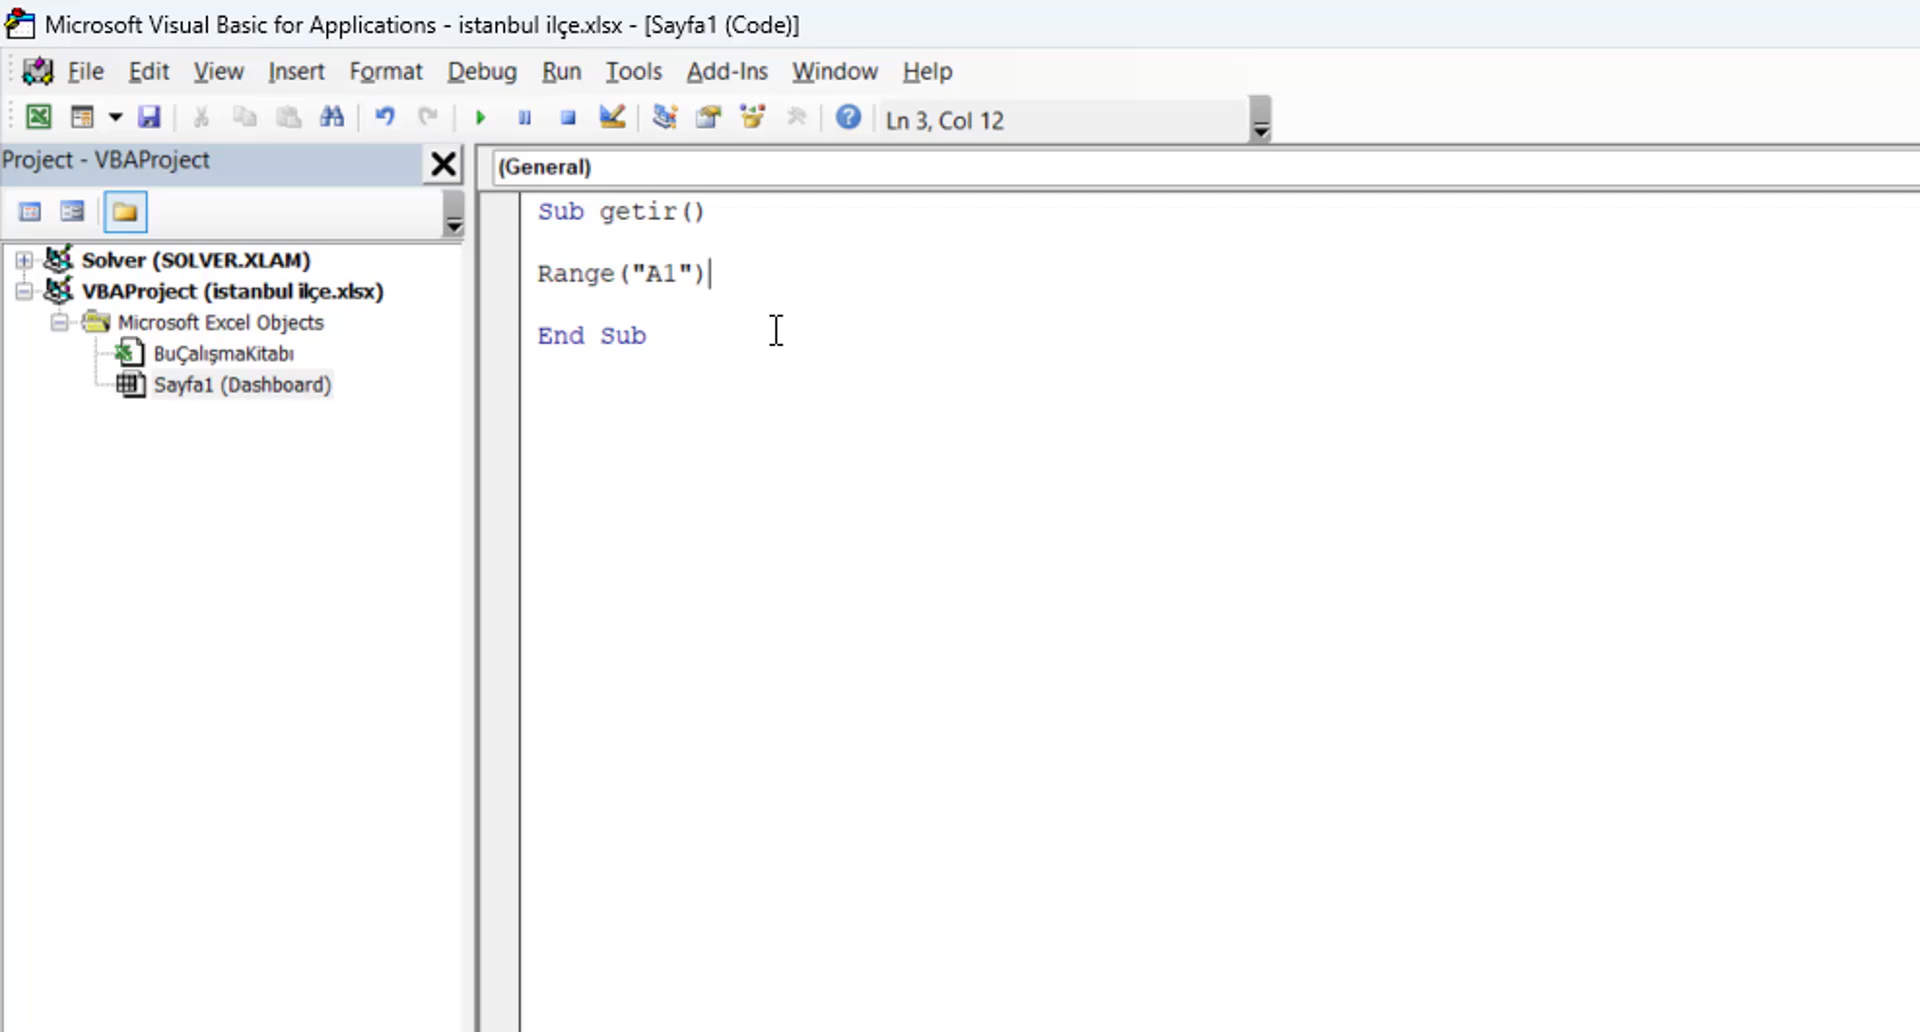 Microsoft Visual Basic for Applications - istanbul ilçe.xlsx - [Sayfa1 (Code)]
File Edit View Insert Format Debug Run Tools Add-Ins Window Help
Ln 3, Col 12
Project - VBAProject
(General)
Solver (SOLVER.XLAM)
VBAProject (istanbul ilçe.xlsx)
Microsoft Excel Objects
BuÇalışmaKitabı
Sayfa1 (Dashboard)
Sub getir()
Range("A1")
End Sub